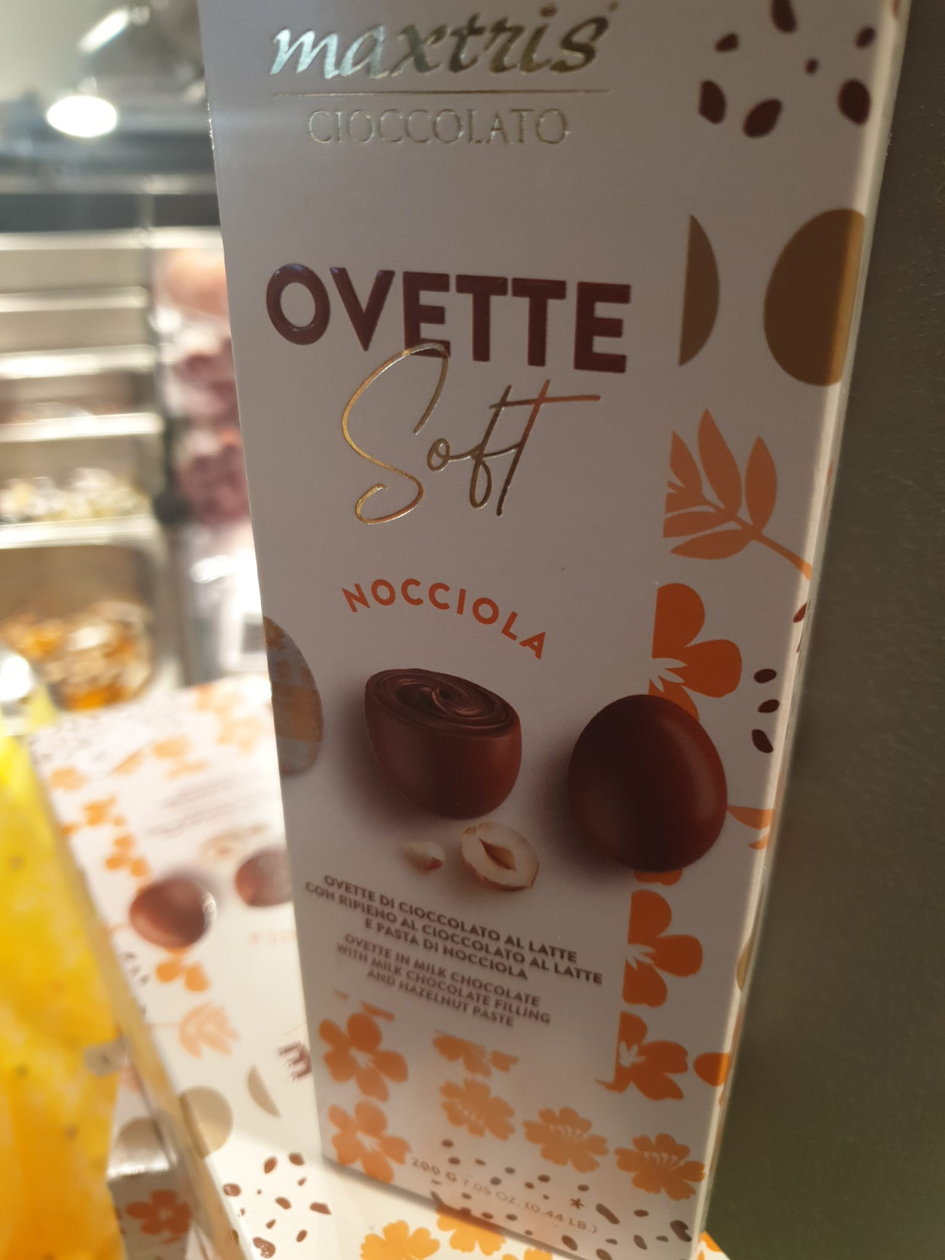 maxtris
CIOCCOLATO
OVETTE
Soft
NOCCIOLA
OVETTE DI CIOCCOLATO AL LATTE
CON RIPIENO AL CIOCCOLATO AL LATTE
E PASTA DI NOCCIOLA
OVETTE IN MILK CHOCOLATE
WITH MILK CHOCOLATE FILLING
AND HAZELNUT PASTE
200 G 7.05 OZ. (0.44 LB.)